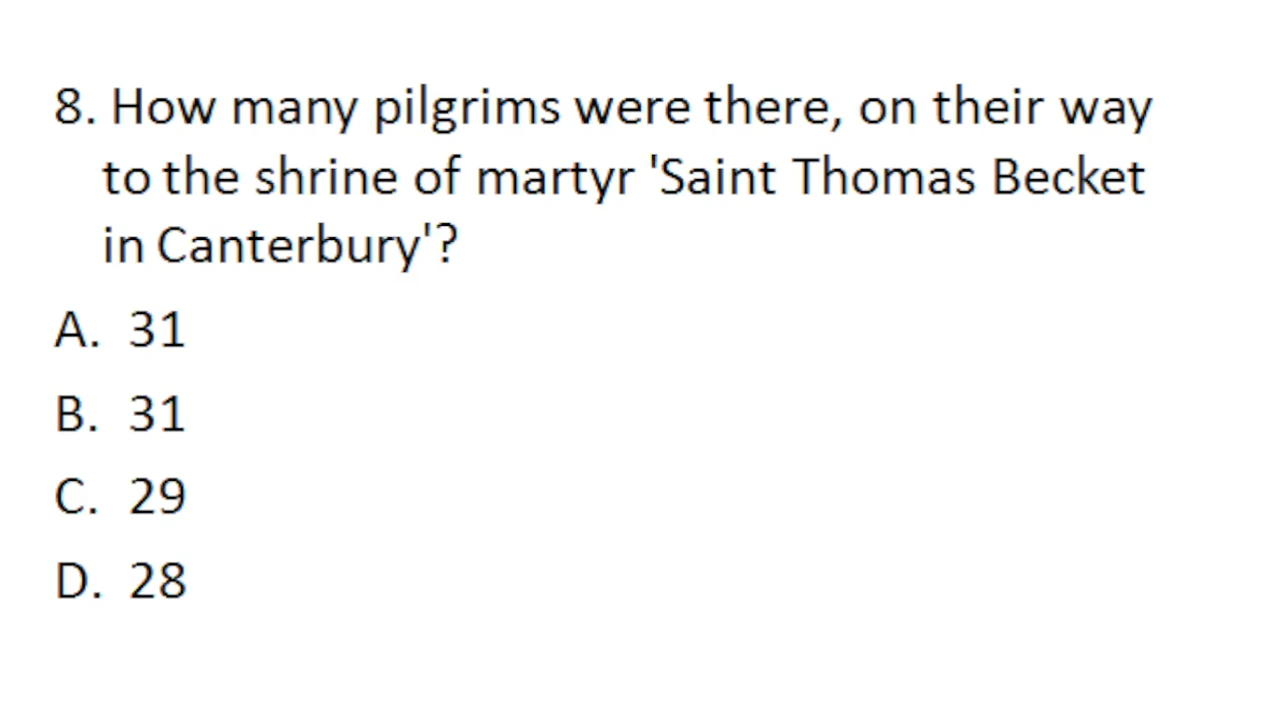 8. How many pilgrims were there, on their way
to the shrine of martyr 'Saint Thomas Becket
in Canterbury'?
A. 31
B. 31
C. 29
D. 28